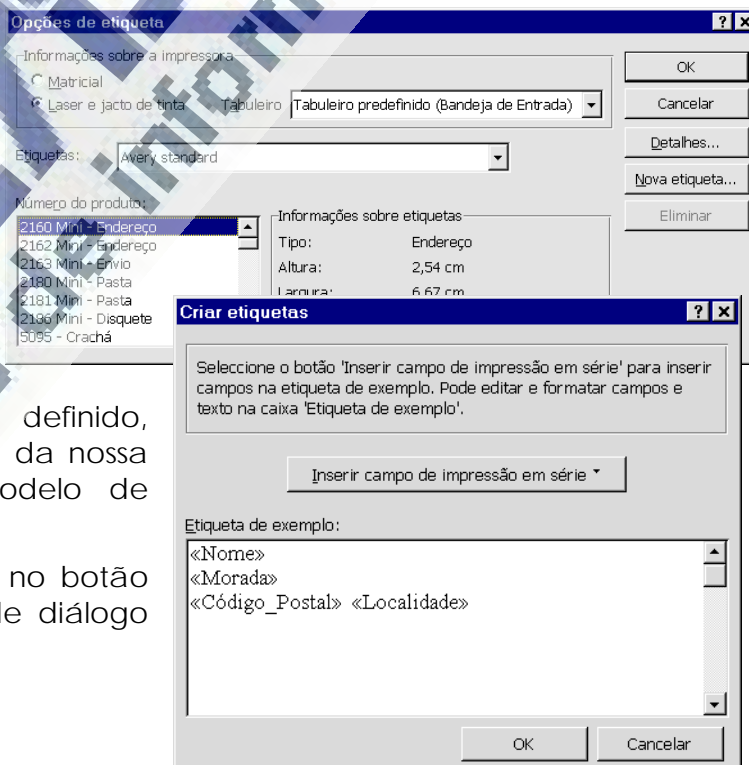 Opções de etiqueta
Informações sobre a impressora
Matricial
Laser e jacto de tinta Tabuleiro Tabuleiro predefinido (Bandeja de Entrada)
OK
Cancelar
Detalhes...
Nova etiqueta...
Eliminar
Etiquetas: Avery standard
Número do produto:
2160 Mini - Endereço
2162 Mini - Endereço
2163 Mini - Envio
2180 Mini - Pasta
2181 Mini - Pasta
2186 Mini - Disquete
5095 - Crachá
Informações sobre etiquetas
Tipo: Endereço
Altura: 2,54 cm
Largura: 6,67 cm
Criar etiquetas
Seleccione o botão 'Inserir campo de impressão em série' para inserir
campos na etiqueta de exemplo. Pode editar e formatar campos e
texto na caixa 'Etiqueta de exemplo'.
Inserir campo de impressão em série
Etiqueta de exemplo:
«Nome»
«Morada»
«Código_Postal» «Localidade»
OK Cancelar
definido,
da nossa
odelo de
no botão
de diálogo
de inform